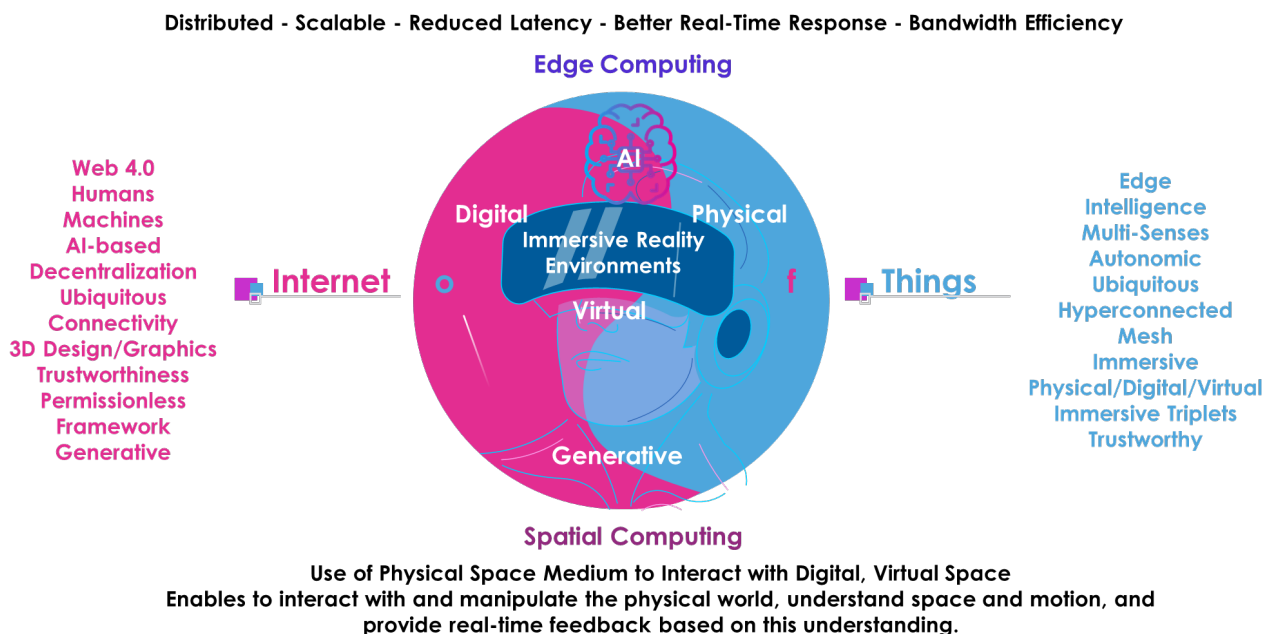 Distributed - Scalable - Reduced Latency - Better Real-Time Response - Bandwidth Efficiency
Edge Computing
Web 4.0
Humans
Machines
AI-based
Decentralization
Ubiquitous
Connectivity
3D Design/Graphics
Trustworthiness
Permissionless
Framework
Generative
Internet
o
AI
Digital
Physical
Immersive Reality
Environments
Virtual
Generative
f
Things
Edge
Intelligence
Multi-Senses
Autonomic
Ubiquitous
Hyperconnected
Mesh
Immersive
Physical/Digital/Virtual
Immersive Triplets
Trustworthy
Spatial Computing
Use of Physical Space Medium to Interact with Digital, Virtual Space
Enables to interact with and manipulate the physical world, understand space and motion, and
provide real-time feedback based on this understanding.